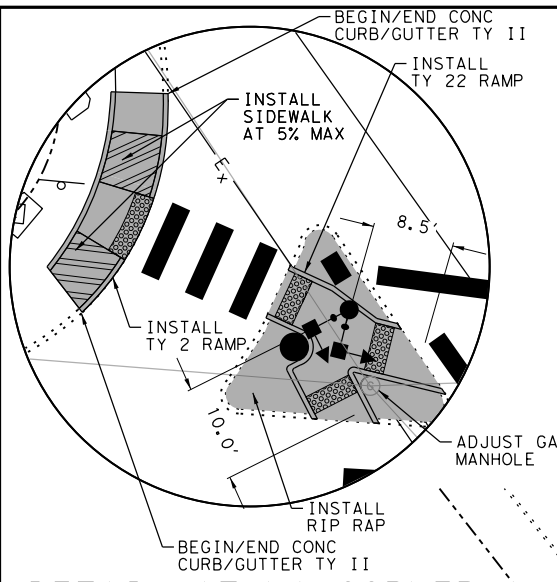 BEGIN/END CONC
CURB/GUTTER TY II
INSTALL
TY 22 RAMP
INSTALL
SIDEWALK
AT 5% MAX
Ex
8.5'
INSTALL
TY 2 RAMP
10.0'
G
ADJUST GA
MANHOLE
INSTALL
RIP RAP
BEGIN/END CONC
CURB/GUTTER TY II